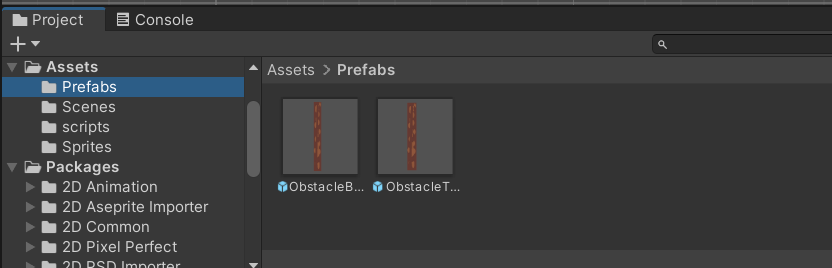 Project
Console
Assets
Prefabs
Scenes
scripts
Sprites
Packages
2D Animation
2D Aseprite Importer
2D Common
2D Pixel Perfect
2D PSD Importer
Assets > Prefabs
ObstacleB...
ObstacleT...